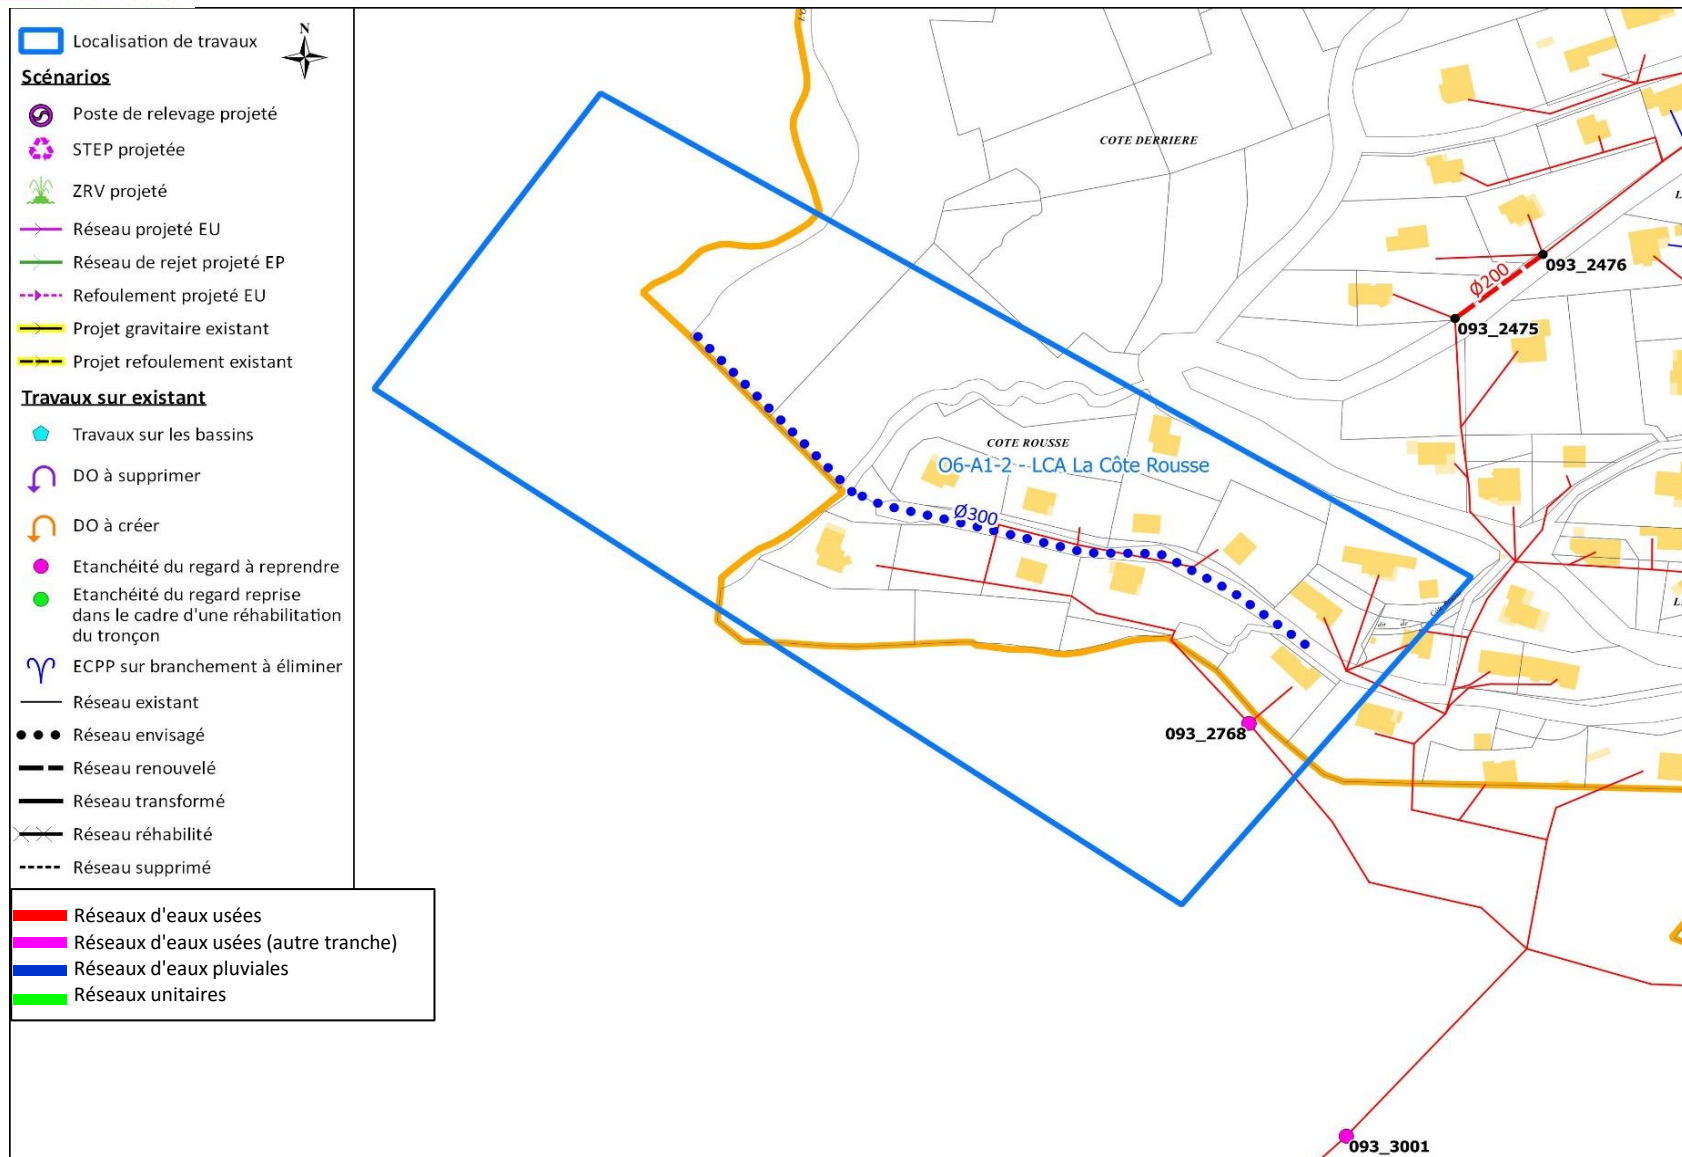 Localisation de travaux
N
Scénarios
Poste de relevage projeté
STEP projetée
ZRV projeté
Réseau projeté EU
Réseau de rejet projeté EP
Refoulement projeté EU
Projet gravitaire existant
Projet refoulement existant
Travaux sur existant
Travaux sur les bassins
DO à supprimer
DO à créer
Etanchéité du regard à reprendre
Etanchéité du regard reprise
dans le cadre d'une réhabilitation
du tronçon
ECPP sur branchement à éliminer
Réseau existant
Réseau envisagé
Réseau renouvelé
Réseau transformé
Réseau réhabilité
Réseau supprimé
Réseaux d'eaux usées
Réseaux d'eaux usées (autre tranche)
Réseaux d'eaux pluviales
Réseaux unitaires
COTE DERRIERE
093_2476
Ø200
093_2475
COTE ROUSSE
O6-A1-2 - LCA La Côte Rousse
Ø300
093_2768
093_3001